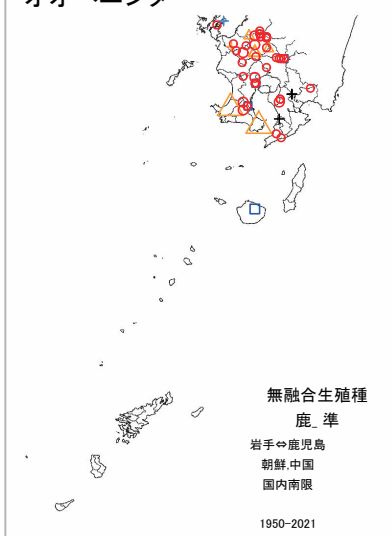 無融合生殖種
鹿_準
岩手⇔鹿児島
朝鮮.中国
国内南限
1950-2021